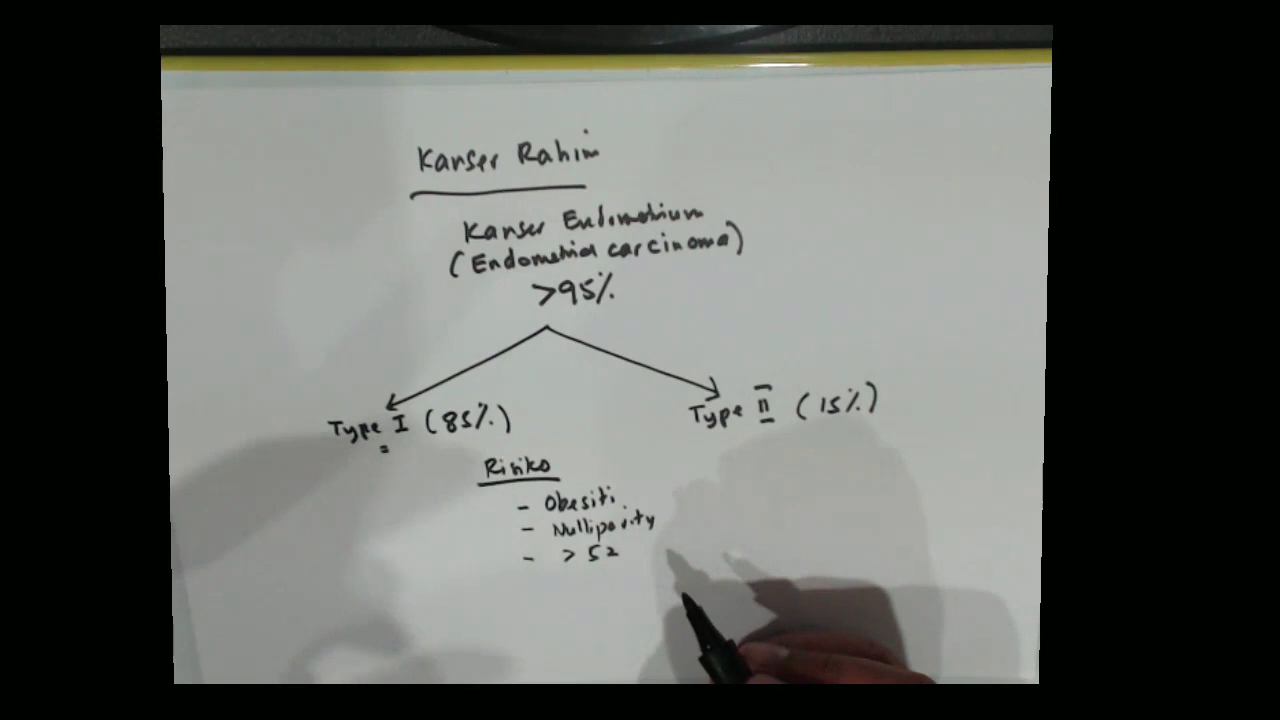 Kanser Rahim
Kanser Endometrium
(Endometrial carcinoma)
>95%
Type I (85%)
Type II (15%)
Risiko
- Obesiti
- Nulliparity
- > 52